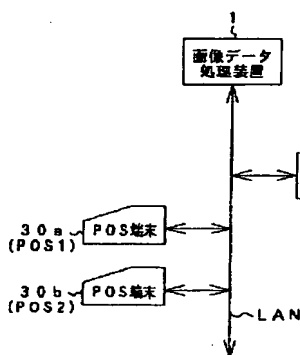 1
画像データ
処理装置
30a
(POS1)
POS端末
30b
(POS2)
POS端末
LAN